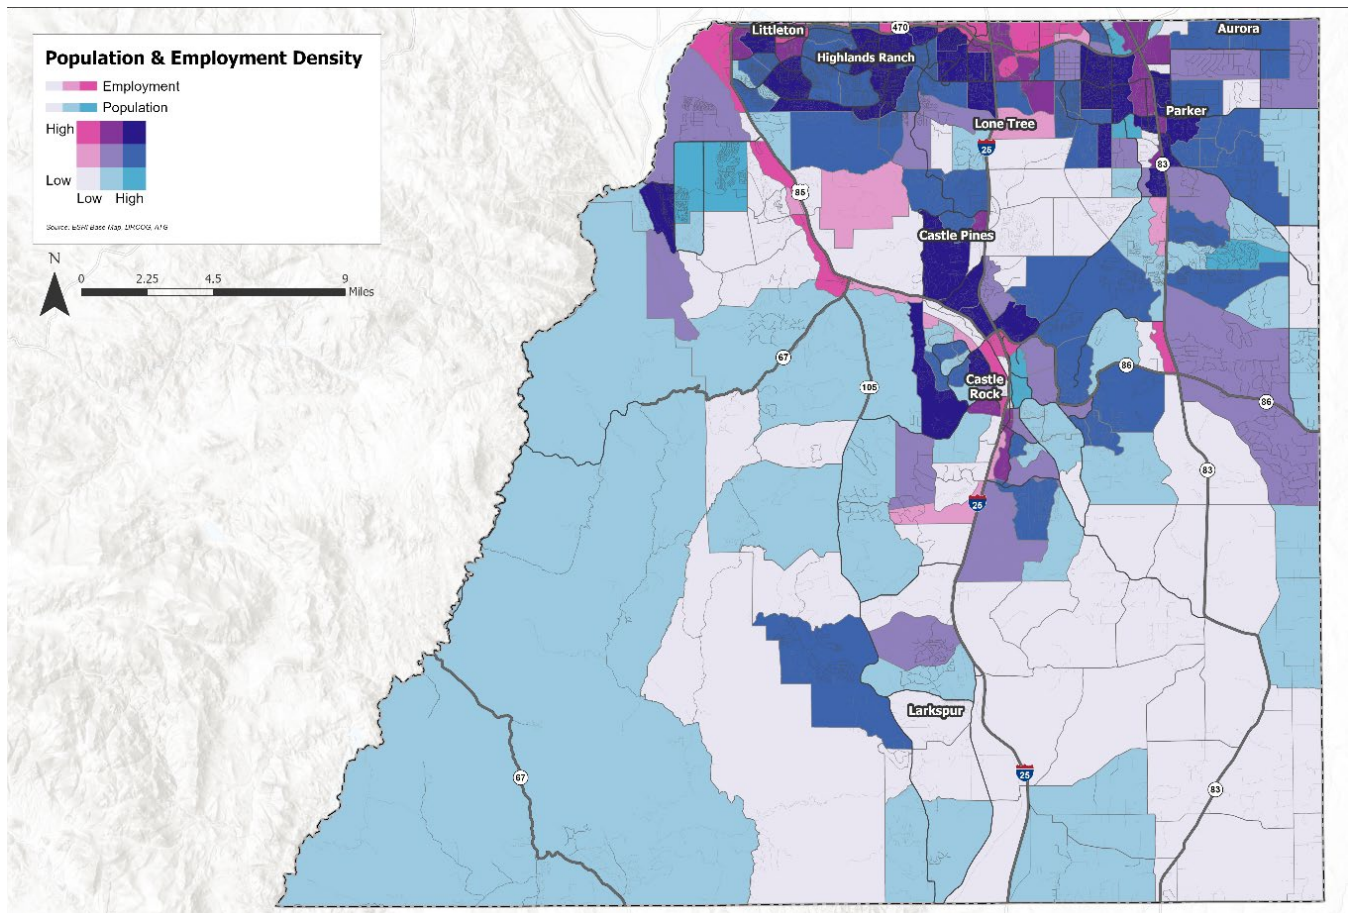 Population & Employment Density
Employment
Population
High
Low
Low High
Source: ESRI Base Map, DRCOG, ATG
N
0 2.25 4.5 9
Miles
Littleton
470
Aurora
Highlands Ranch
Parker
Lone Tree
25
83
85
Castle Pines
67
86
105
Castle
Rock
86
83
25
Larkspur
25
67
83